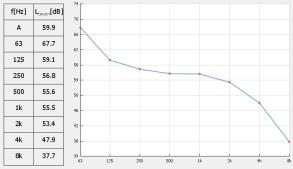 f[Hz] [dB]
A 59.9
63 67.7
125 59.1
250 56.8
500 55.6
1k 55.5
2k 53.4
4k 47.9
8k 37.7
74
70
66
62
58
54
50
46
42
38
34
63 125 250 500 1k 2k 4k 8k